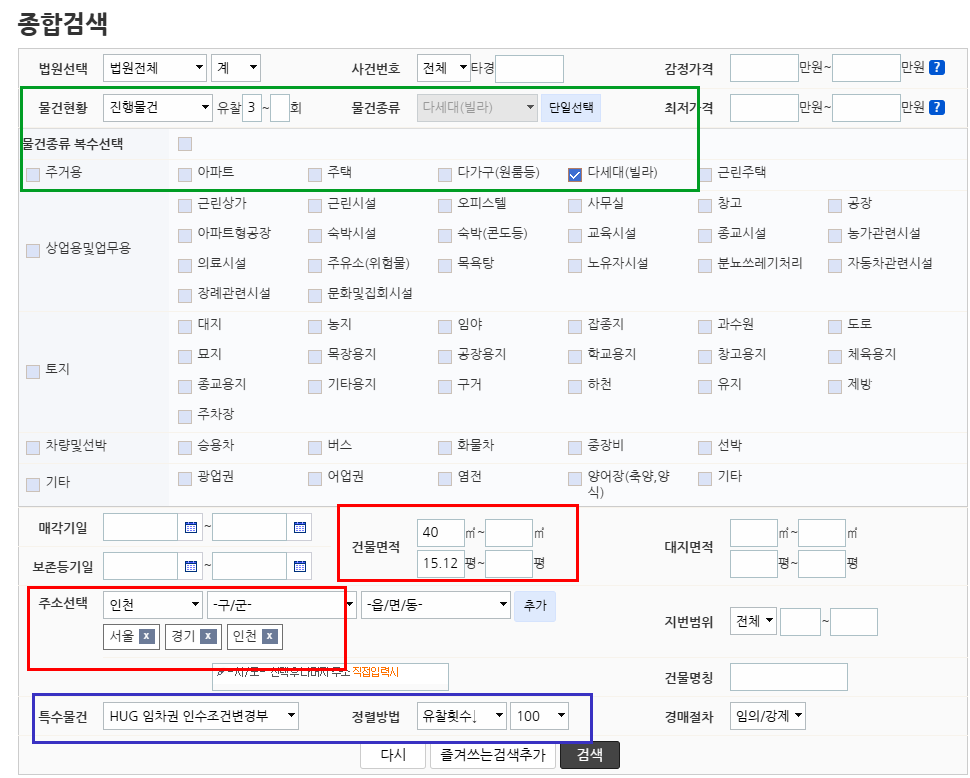 종합검색
법원선택 법원전체 계 사건번호 전체 타경 감정가격 만원~ 만원 ?
물건현황 진행물건 유찰 3 ~ 회 물건종류 다세대(빌라) 단일선택 최저가격 만원~ 만원 ?
물건종류 복수선택
주거용 아파트 주택 다가구(원룸등) 다세대(빌라) 근린주택
근린상가 근린시설 오피스텔 사무실 창고 공장
상업용및업무용 아파트형공장 숙박시설 숙박(콘도등) 교육시설 종교시설 농가관련시설
의료시설 주유소(위험물) 목욕탕 노유자시설 분뇨쓰레기처리 자동차관련시설
장례관련시설 문화및집회시설
대지 농지 임야 잡종지 과수원 도로
토지 묘지 목장용지 공장용지 학교용지 창고용지 체육용지
종교용지 기타용지 구거 하천 유지 제방
주차장
차량및선박 승용차 버스 화물차 중장비 선박
기타 광업권 어업권 염전 양어장(축양,양
식) 기타
매각기일 ~ 건물면적 40 ㎡~ ㎡ 대지면적 ㎡~ ㎡
보존등기일 ~ 15.12 평~ 평 평~ 평
주소선택 인천 -구/군- -읍/면/동- 추가 지번범위 전체 ~
서울 x 경기 x 인천 x
-시/도- 선택후나머지 주소 직접입력시 건물명칭
특수물건 HUG 임차권 인수조건변경부 정렬방법 유찰횟수↓ 100 경매절차 임의/강제
다시 즐겨쓰는검색추가 검색